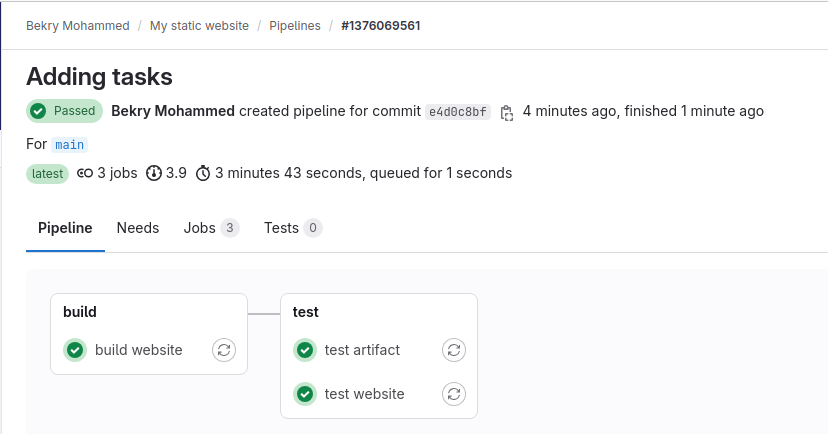 Bekry Mohammed / My static website / Pipelines / #1376069561
Adding tasks
Passed Bekry Mohammed created pipeline for commit e4d0c8bf 4 minutes ago, finished 1 minute ago
For main
latest 3 jobs 3.9 3 minutes 43 seconds, queued for 1 seconds
Pipeline Needs Jobs 3 Tests 0
build test
build website test artifact
test website